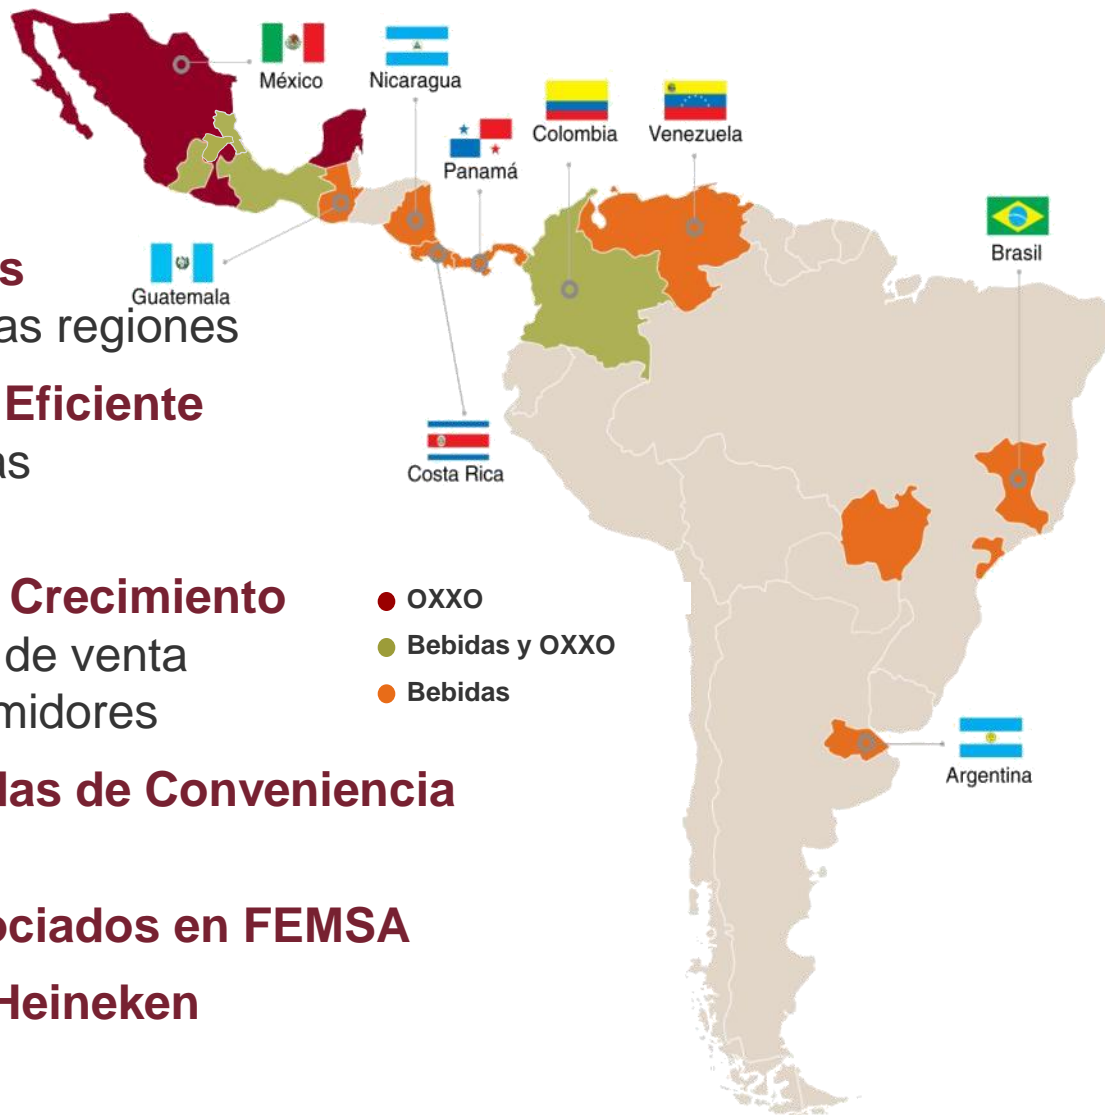 México
Nicaragua
Colombia
Venezuela
Panamá
Brasil
Guatemala
s
as regiones
Eficiente
as
Costa Rica
Crecimiento
de venta
midores
OXXO
Bebidas y OXXO
Bebidas
das de Conveniencia
Argentina
ociados en FEMSA
Heineken